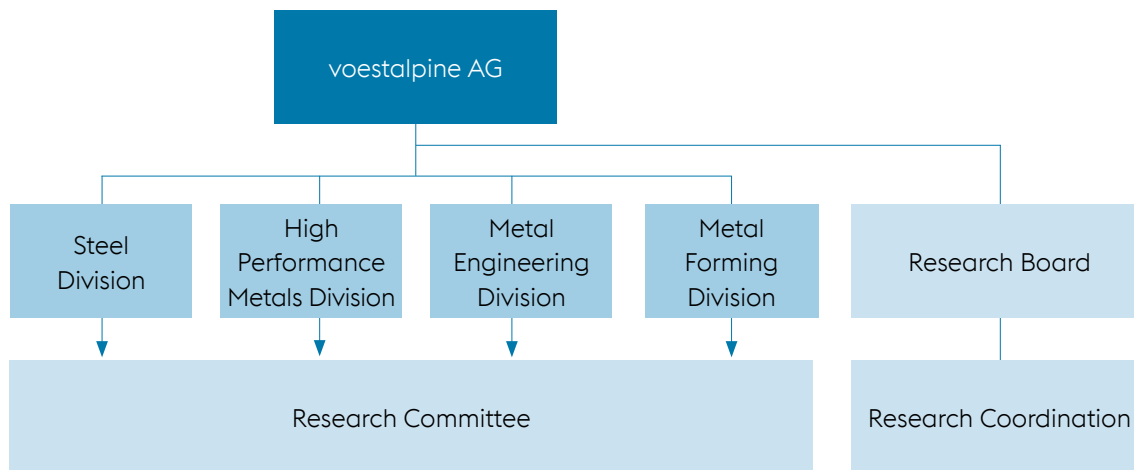 voestalpine AG
Steel
Division
High
Performance
Metals Division
Metal
Engineering
Division
Metal
Forming
Division
Research Board
Research Committee
Research Coordination